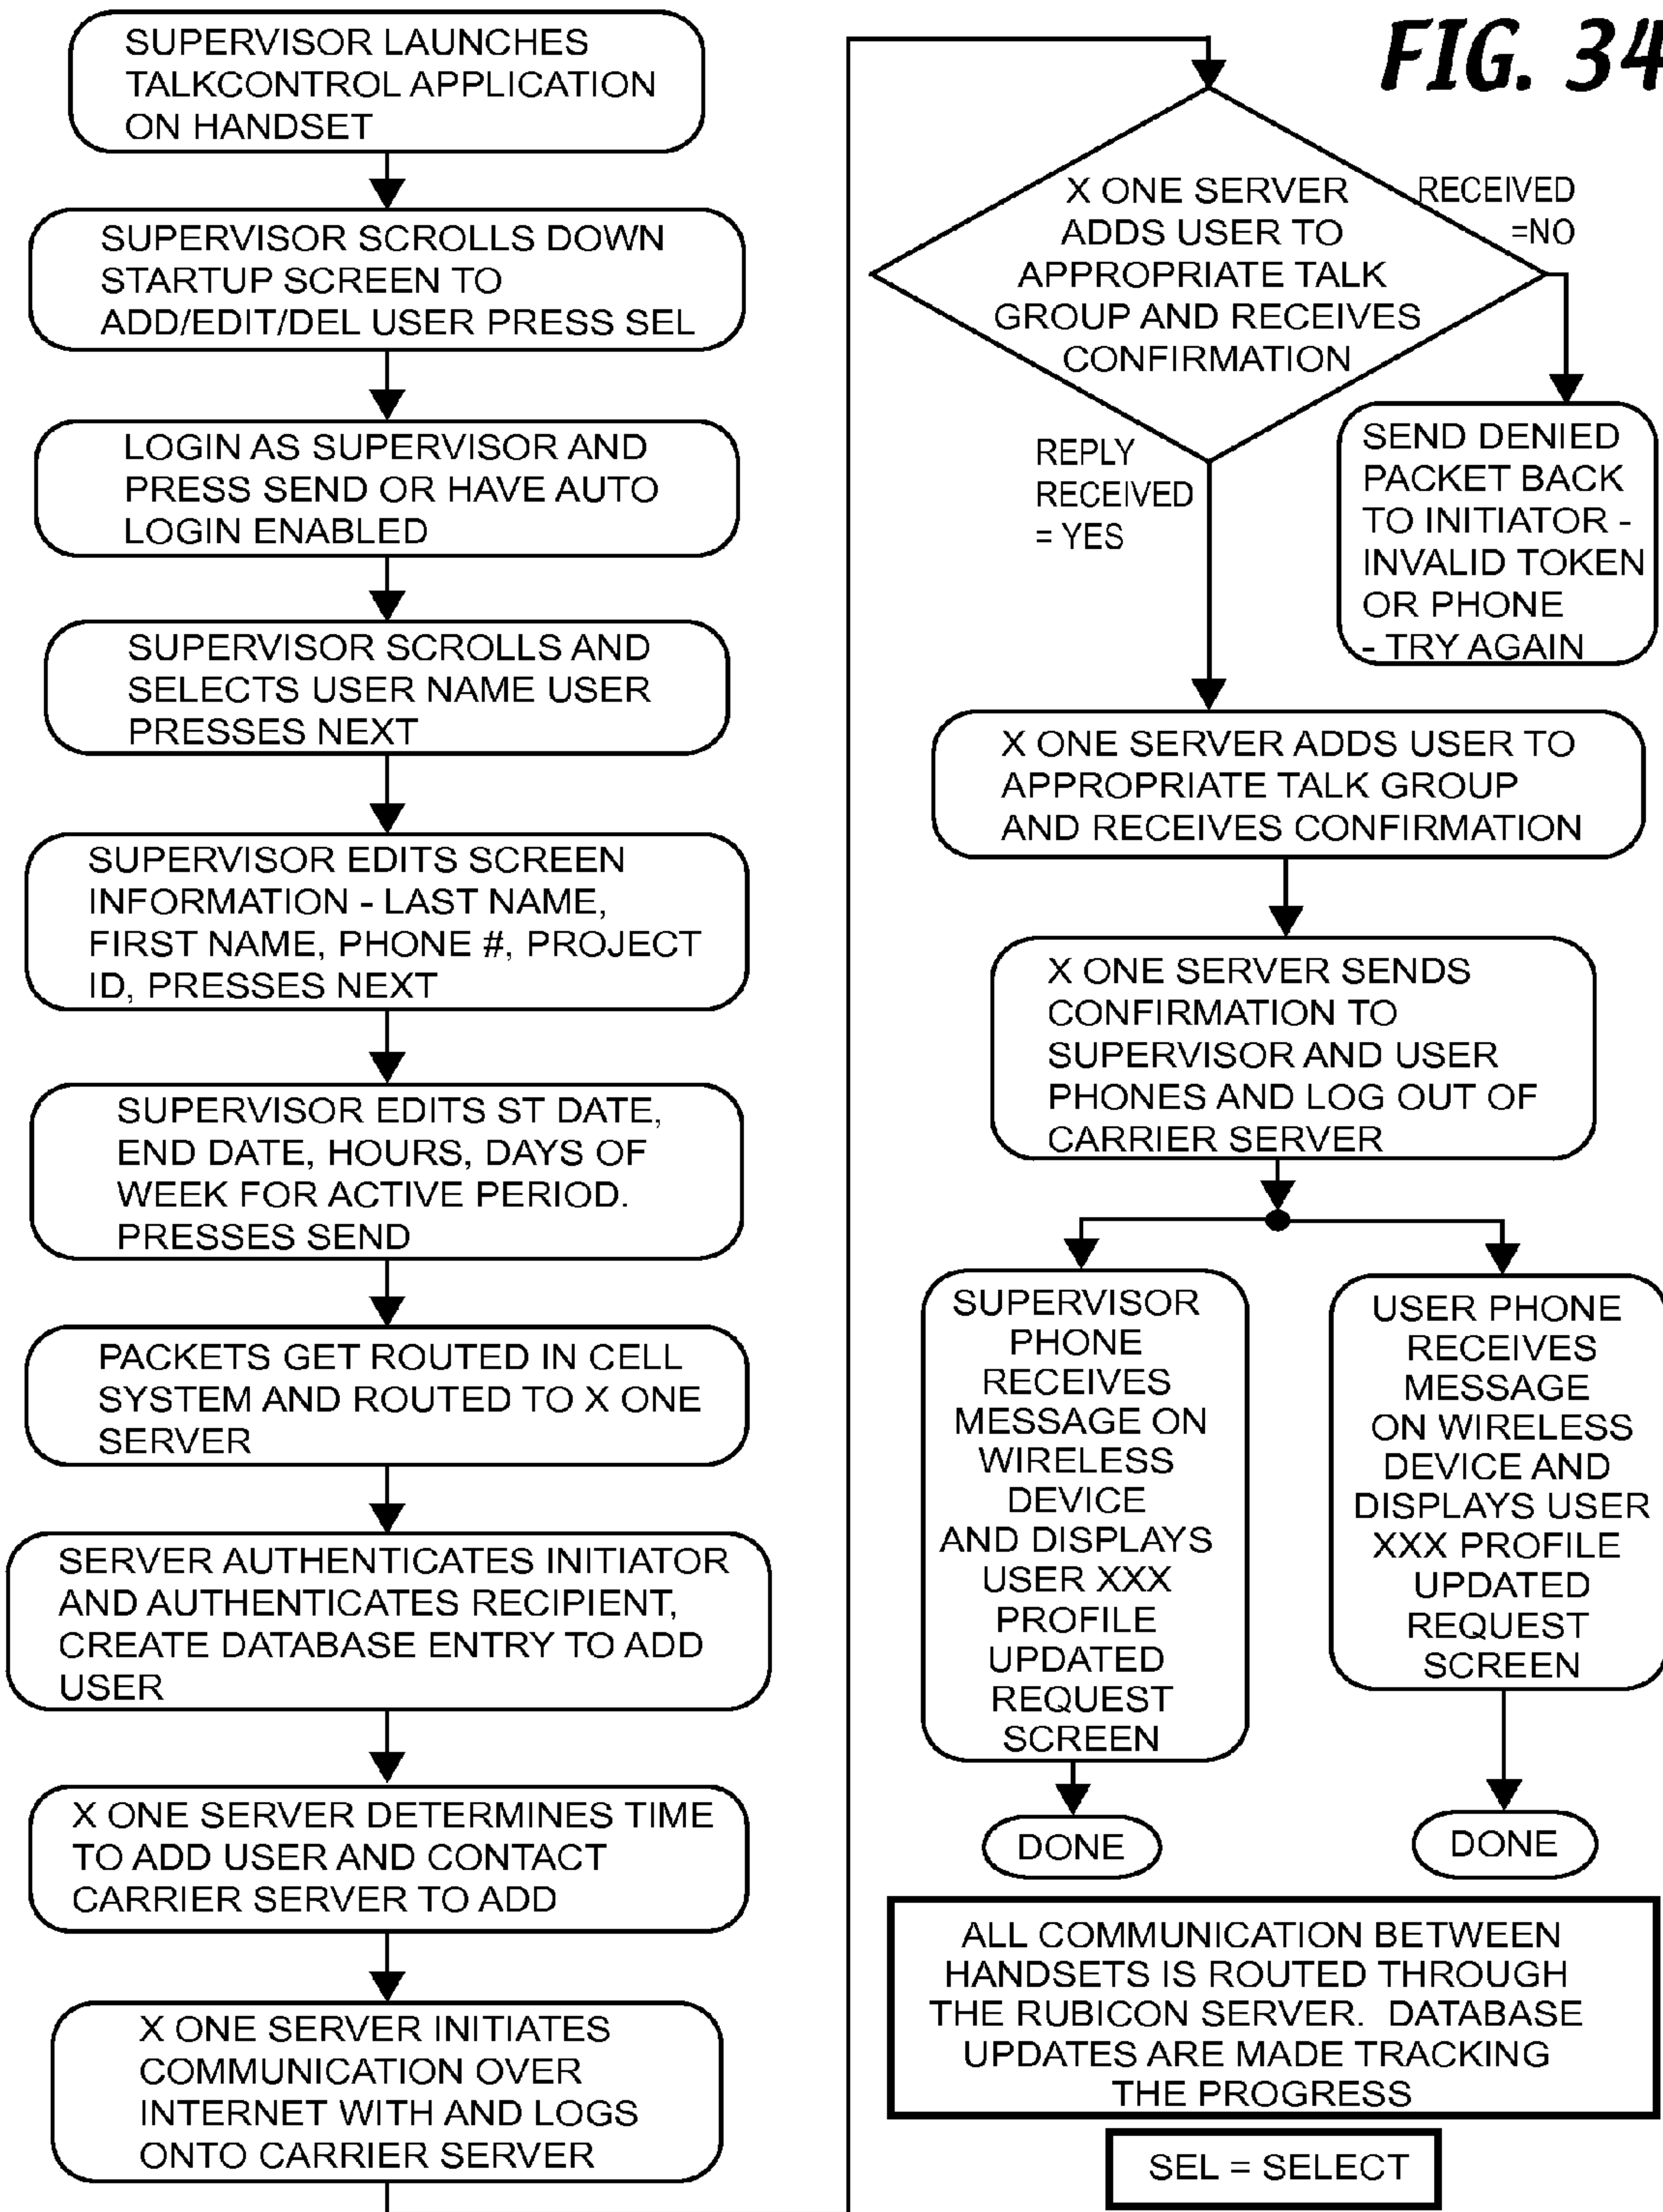 FIG. 34
SUPERVISOR LAUNCHES
TALKCONTROL APPLICATION
ON HANDSET
SUPERVISOR SCROLLS DOWN
STARTUP SCREEN TO
ADD/EDIT/DEL USER PRESS SEL
LOGIN AS SUPERVISOR AND
PRESS SEND OR HAVE AUTO
LOGIN ENABLED
SUPERVISOR SCROLLS AND
SELECTS USER NAME USER
PRESSES NEXT
SUPERVISOR EDITS SCREEN
INFORMATION - LAST NAME,
FIRST NAME, PHONE #, PROJECT
ID, PRESSES NEXT
SUPERVISOR EDITS ST DATE,
END DATE, HOURS, DAYS OF
WEEK FOR ACTIVE PERIOD.
PRESSES SEND
PACKETS GET ROUTED IN CELL
SYSTEM AND ROUTED TO X ONE
SERVER
SERVER AUTHENTICATES INITIATOR
AND AUTHENTICATES RECIPIENT,
CREATE DATABASE ENTRY TO ADD
USER
X ONE SERVER DETERMINES TIME
TO ADD USER AND CONTACT
CARRIER SERVER TO ADD
X ONE SERVER INITIATES
COMMUNICATION OVER
INTERNET WITH AND LOGS
ONTO CARRIER SERVER
X ONE SERVER
ADDS USER TO
APPROPRIATE TALK
GROUP AND RECEIVES
CONFIRMATION
RECEIVED
=NO
SEND DENIED
PACKET BACK
TO INITIATOR -
INVALID TOKEN
OR PHONE
- TRY AGAIN
REPLY
RECEIVED
= YES
X ONE SERVER ADDS USER TO
APPROPRIATE TALK GROUP
AND RECEIVES CONFIRMATION
X ONE SERVER SENDS
CONFIRMATION TO
SUPERVISOR AND USER
PHONES AND LOG OUT OF
CARRIER SERVER
SUPERVISOR
PHONE
RECEIVES
MESSAGE ON
WIRELESS
DEVICE
AND DISPLAYS
USER XXX
PROFILE
UPDATED
REQUEST
SCREEN
DONE
USER PHONE
RECEIVES
MESSAGE
ON WIRELESS
DEVICE AND
DISPLAYS USER
XXX PROFILE
UPDATED
REQUEST
SCREEN
DONE
ALL COMMUNICATION BETWEEN
HANDSETS IS ROUTED THROUGH
THE RUBICON SERVER. DATABASE
UPDATES ARE MADE TRACKING
THE PROGRESS
SEL = SELECT